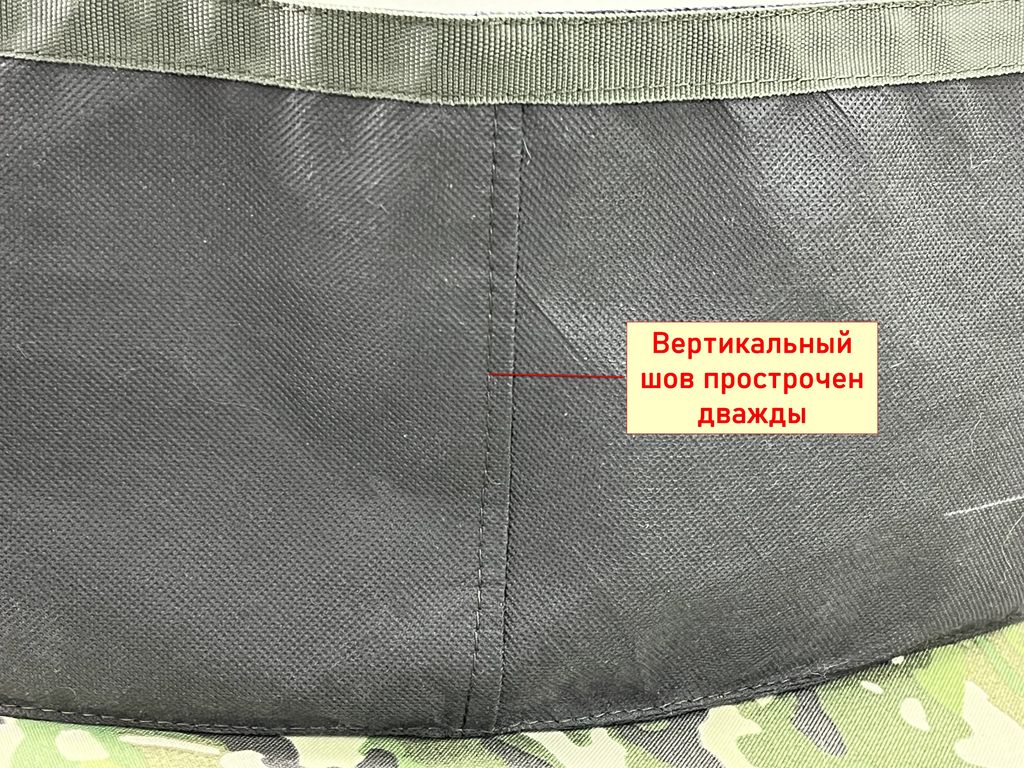 Вертикальный
шов прострочен
дважды